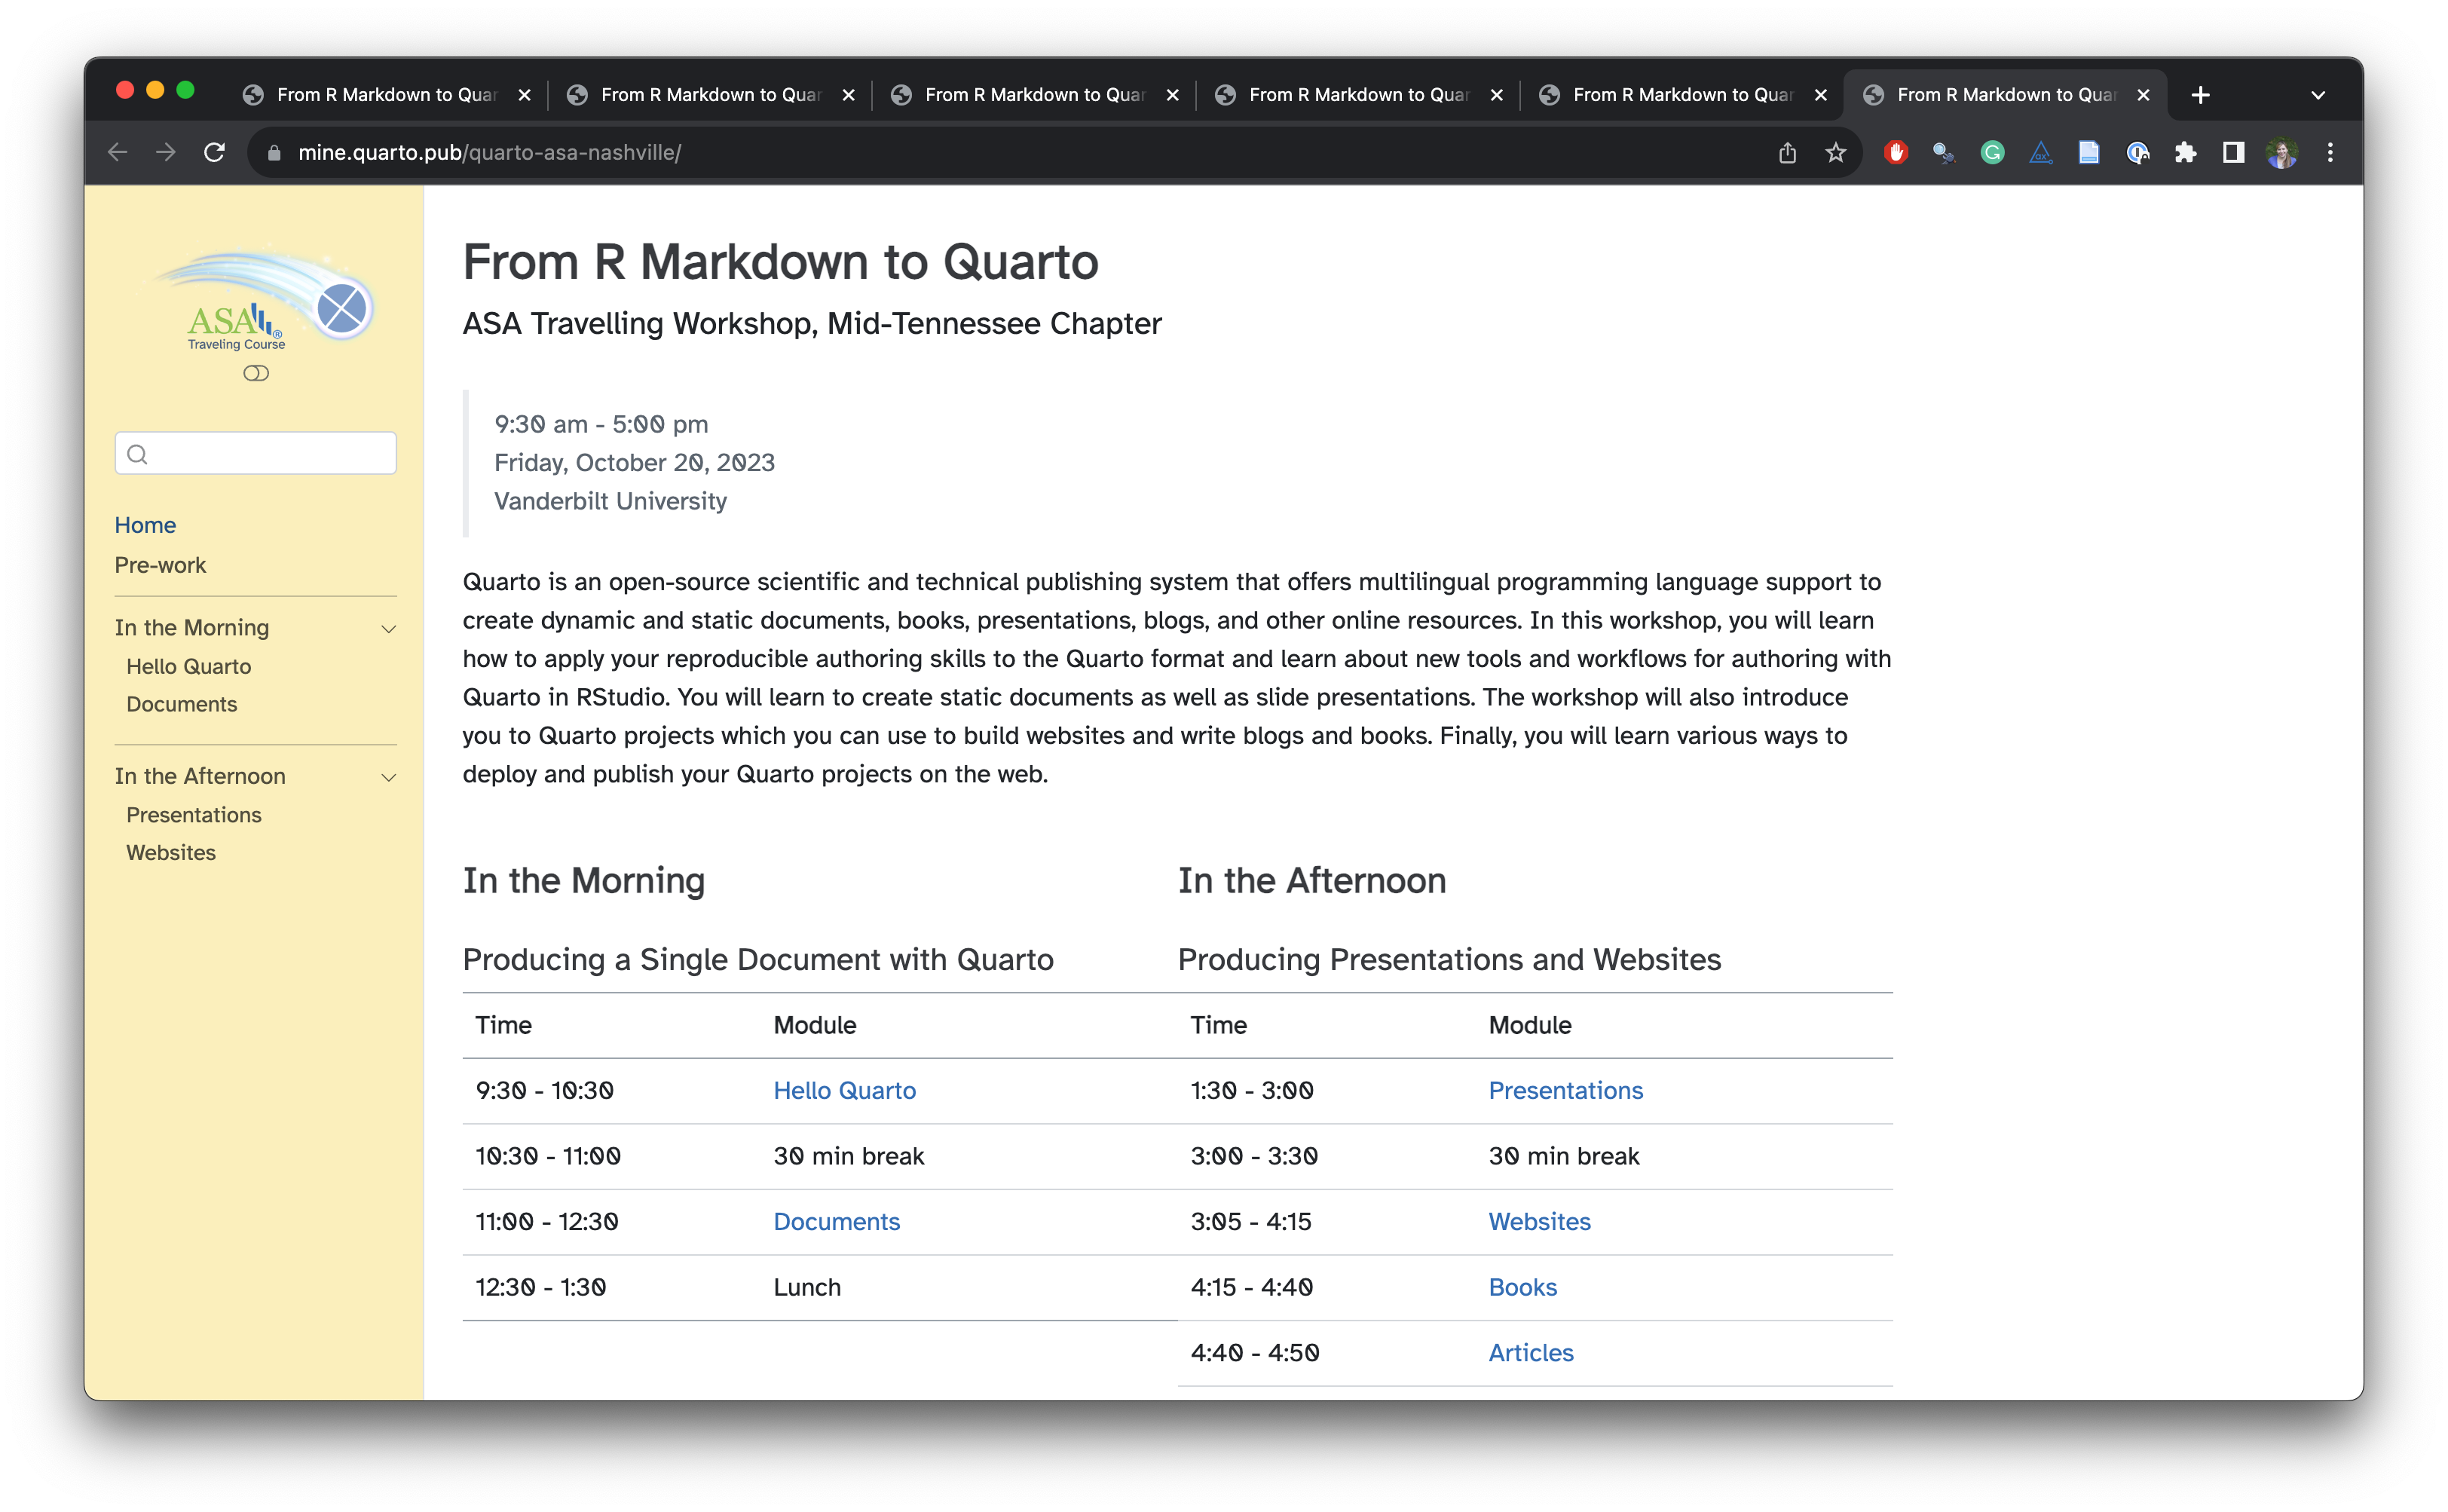 From R Markdown to Quar
From R Markdown to Quar
From R Markdown to Quar
From R Markdown to Quar
From R Markdown to Quar
From R Markdown to Quar
mine.quarto.pub/quarto-asa-nashville/
ASA
Traveling Course
Home
Pre-work
In the Morning
Hello Quarto
Documents
In the Afternoon
Presentations
Websites
From R Markdown to Quarto
ASA Travelling Workshop, Mid-Tennessee Chapter
9:30 am - 5:00 pm
Friday, October 20, 2023
Vanderbilt University
Quarto is an open-source scientific and technical publishing system that offers multilingual programming language support to
create dynamic and static documents, books, presentations, blogs, and other online resources. In this workshop, you will learn
how to apply your reproducible authoring skills to the Quarto format and learn about new tools and workflows for authoring with
Quarto in RStudio. You will learn to create static documents as well as slide presentations. The workshop will also introduce
you to Quarto projects which you can use to build websites and write blogs and books. Finally, you will learn various ways to
deploy and publish your Quarto projects on the web.
In the Morning
Producing a Single Document with Quarto
Time Module
9:30 - 10:30 Hello Quarto
10:30 - 11:00 30 min break
11:00 - 12:30 Documents
12:30 - 1:30 Lunch
In the Afternoon
Producing Presentations and Websites
Time Module
1:30 - 3:00 Presentations
3:00 - 3:30 30 min break
3:05 - 4:15 Websites
4:15 - 4:40 Books
4:40 - 4:50 Articles